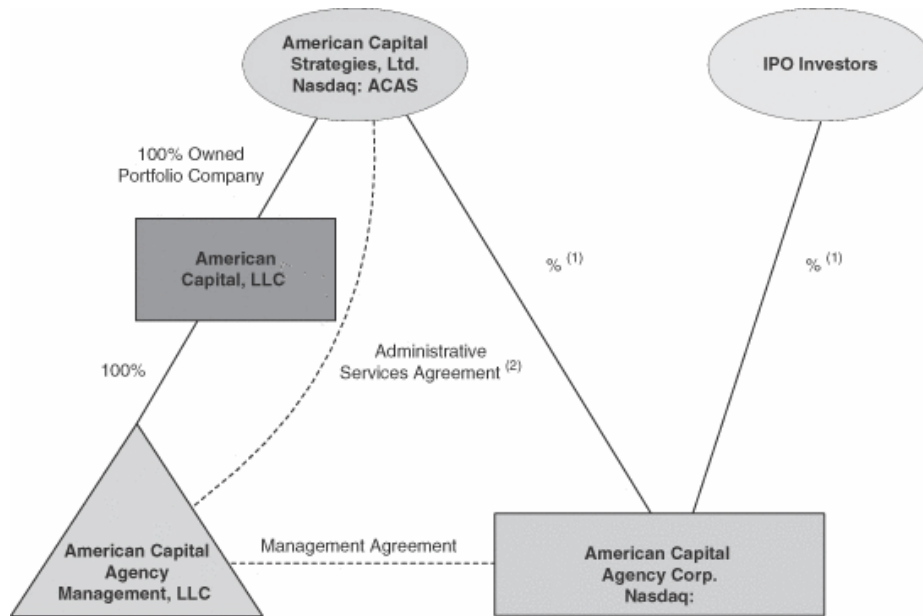 American Capital
Strategies, Ltd.
Nasdaq: ACAS
IPO Investors
100% Owned
Portfolio Company
American
Capital, LLC
% (1)
% (1)
Administrative
Services Agreement (2)
100%
American Capital
Agency
Management, LLC
Management Agreement
American Capital
Agency Corp.
Nasdaq: